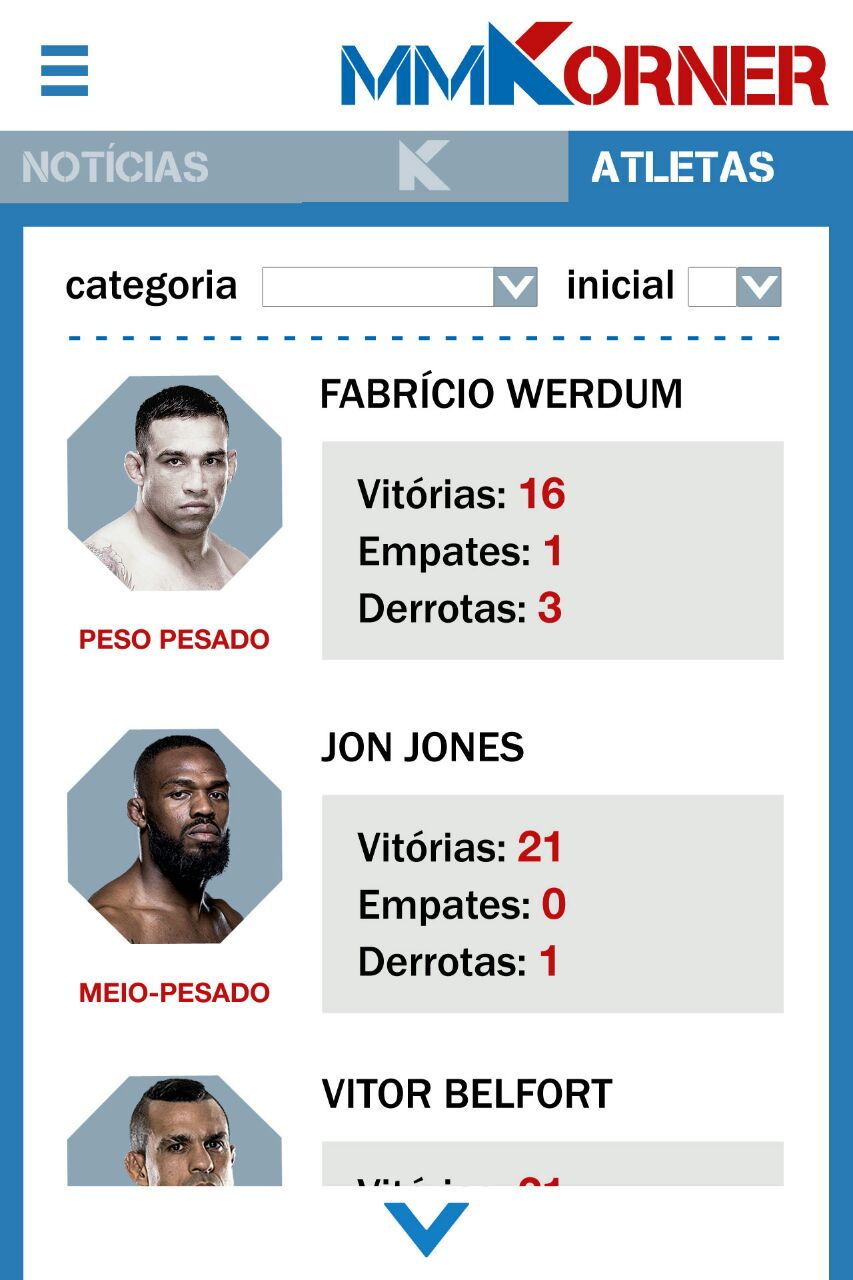 MMKORNER
NOTÍCIAS K ATLETAS
categoria inicial
FABRÍCIO WERDUM
Vitórias: 16
Empates: 1
Derrotas: 3
PESO PESADO
JON JONES
Vitórias: 21
Empates: 0
Derrotas: 1
MEIO-PESADO
VITOR BELFORT